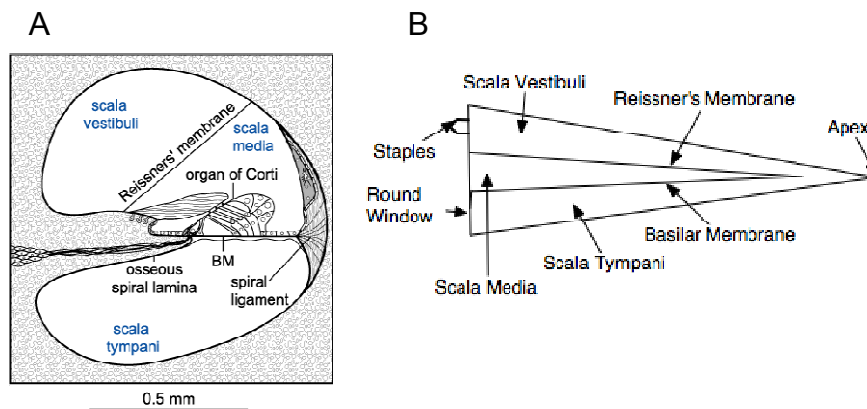 A
scala
vestibuli
Reissners' membrane
scala
media
organ of Corti
osseous
spiral lamina
BM
spiral
ligament
scala
tympani
0.5 mm
B
Scala Vestibuli
Reissner's Membrane
Apex
Staples
Round
Window
Basilar Membrane
Scala Tympani
Scala Media